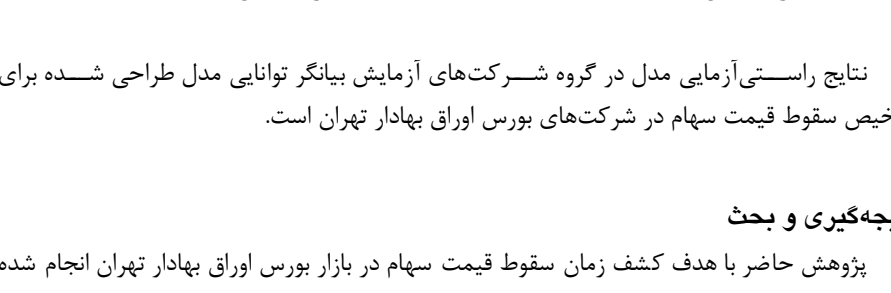 نتایج راستی‌آزمایی مدل در گروه شرکت‌های آزمایش بیانگر توانایی مدل طراحی شده برای
خیص سقوط قیمت سهام در شرکت‌های بورس اوراق بهادار تهران است.
جه‌گیری و بحث
پژوهش حاضر با هدف کشف زمان سقوط قیمت سهام در بازار بورس اوراق بهادار تهران انجام شده